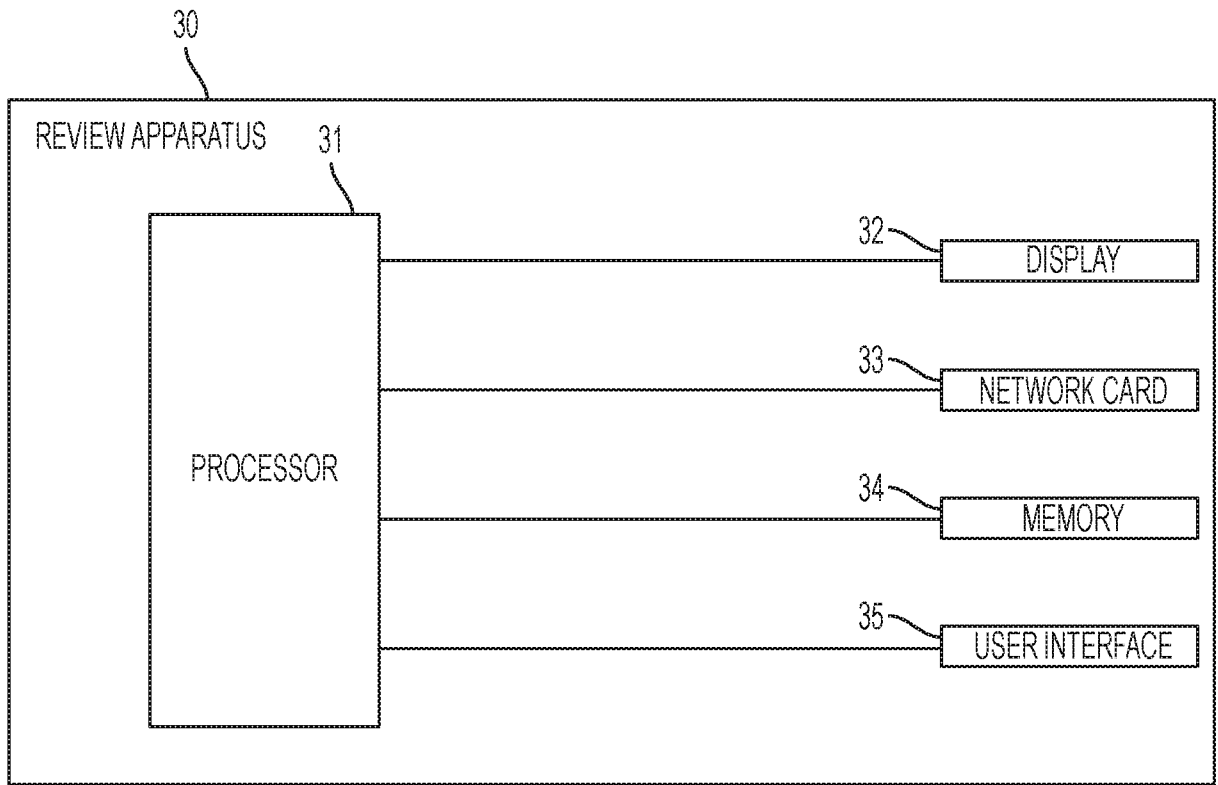 30
REVIEW APPARATUS
31
PROCESSOR
32
DISPLAY
33
NETWORK CARD
34
MEMORY
35
USER INTERFACE